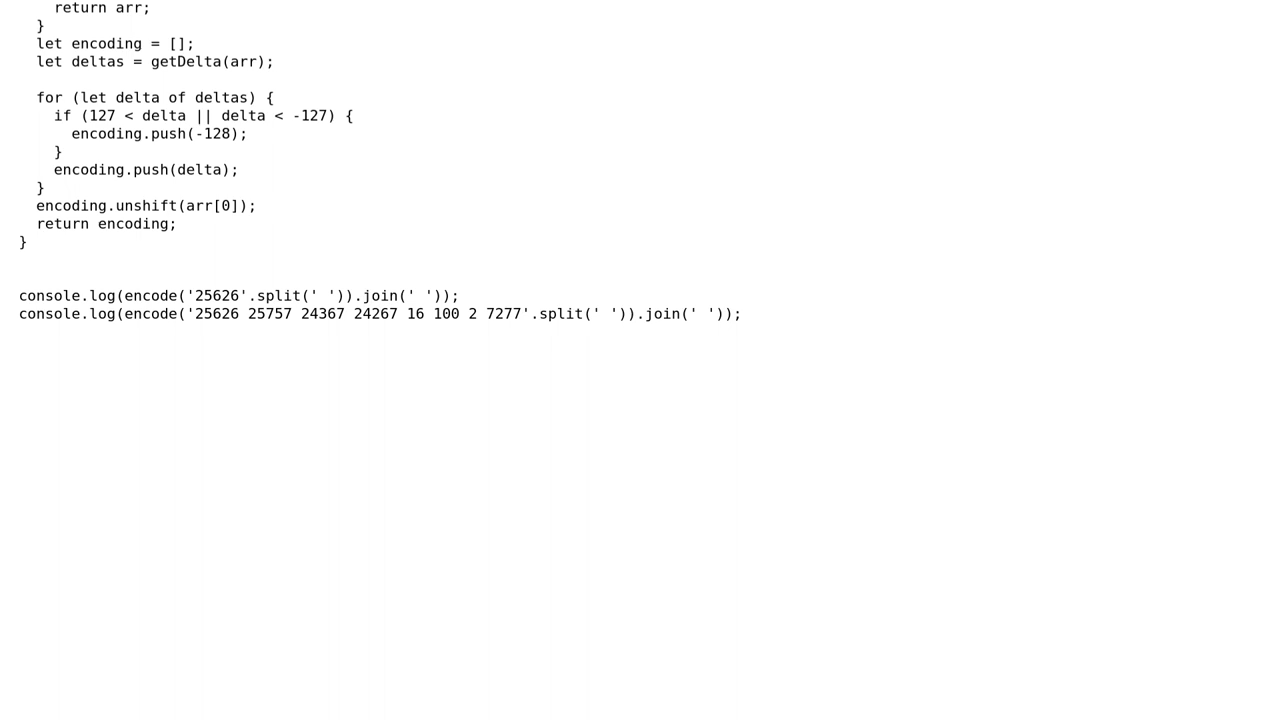 return arr;
  }
  let encoding = [];
  let deltas = getDelta(arr);

  for (let delta of deltas) {
    if (127 < delta || delta < -127) {
      encoding.push(-128);
    }
    encoding.push(delta);
  }
  encoding.unshift(arr[0]);
  return encoding;
}


console.log(encode('25626'.split(' ')).join(' '));
console.log(encode('25626 25757 24367 24267 16 100 2 7277'.split(' ')).join(' '));